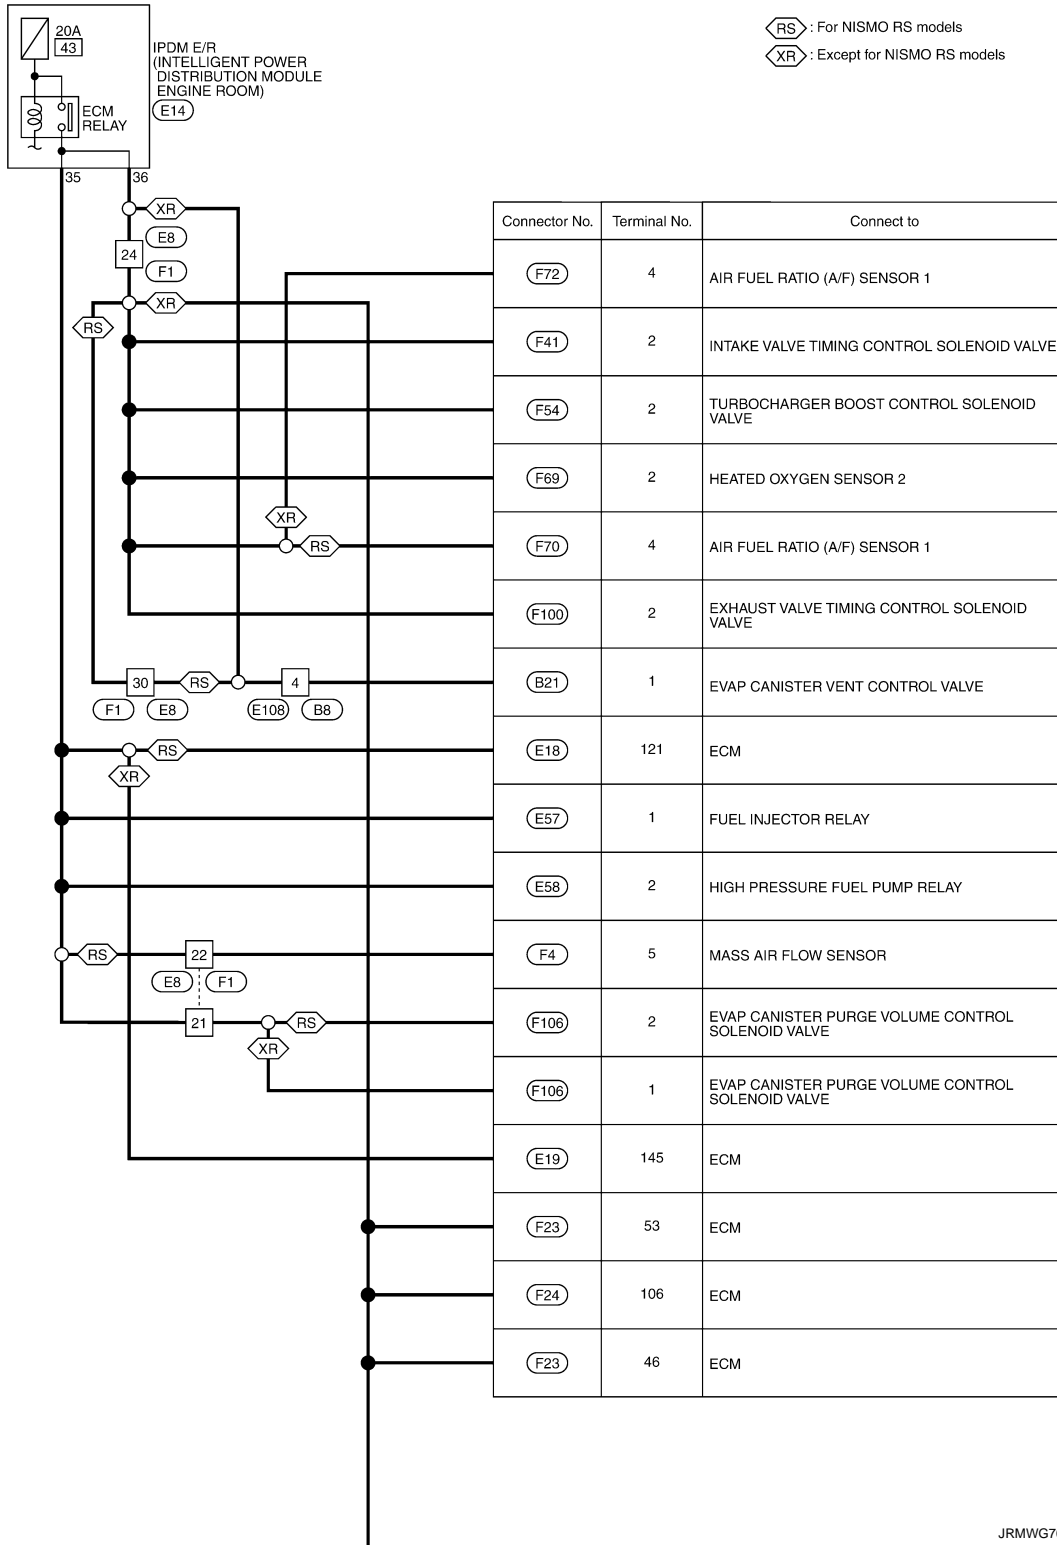 20A
43
IPDM E/R
(INTELLIGENT POWER
DISTRIBUTION MODULE
ENGINE ROOM)
E14
ECM
RELAY
35
36
RS : For NISMO RS models
XR : Except for NISMO RS models
XR
E8
24
F1
XR
RS
XR
RS
30
RS
4
F1
E8
E108
B8
RS
XR
RS
22
E8
F1
21
RS
XR
Connector No. Terminal No. Connect to
F72 4 AIR FUEL RATIO (A/F) SENSOR 1
F41 2 INTAKE VALVE TIMING CONTROL SOLENOID VALVE
F54 2 TURBOCHARGER BOOST CONTROL SOLENOID
VALVE
F69 2 HEATED OXYGEN SENSOR 2
F70 4 AIR FUEL RATIO (A/F) SENSOR 1
F100 2 EXHAUST VALVE TIMING CONTROL SOLENOID
VALVE
B21 1 EVAP CANISTER VENT CONTROL VALVE
E18 121 ECM
E57 1 FUEL INJECTOR RELAY
E58 2 HIGH PRESSURE FUEL PUMP RELAY
F4 5 MASS AIR FLOW SENSOR
F106 2 EVAP CANISTER PURGE VOLUME CONTROL
SOLENOID VALVE
F106 1 EVAP CANISTER PURGE VOLUME CONTROL
SOLENOID VALVE
E19 145 ECM
F23 53 ECM
F24 106 ECM
F23 46 ECM